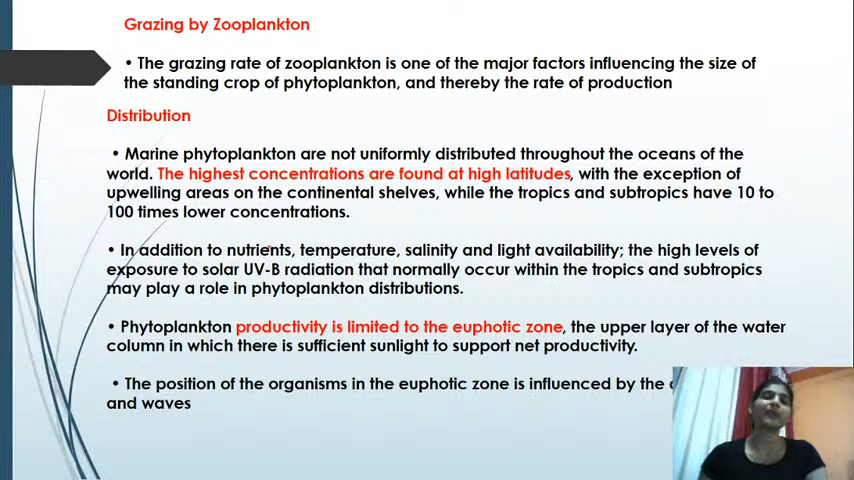 Grazing by Zooplankton
• The grazing rate of zooplankton is one of the major factors influencing the size of
the standing crop of phytoplankton, and thereby the rate of production
Distribution
• Marine phytoplankton are not uniformly distributed throughout the oceans of the
world. The highest concentrations are found at high latitudes, with the exception of
upwelling areas on the continental shelves, while the tropics and subtropics have 10 to
100 times lower concentrations.
• In addition to nutrients, temperature, salinity and light availability; the high levels of
exposure to solar UV-B radiation that normally occur within the tropics and subtropics
may play a role in phytoplankton distributions.
• Phytoplankton productivity is limited to the euphotic zone, the upper layer of the water
column in which there is sufficient sunlight to support net productivity.
• The position of the organisms in the euphotic zone is influenced by the
and waves